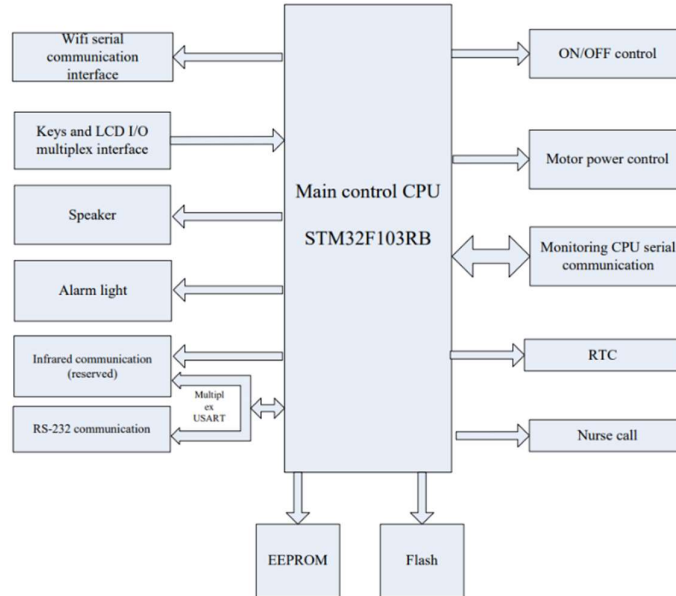 Wifi serial
communication
interface
Keys and LCD I/O
multiplex interface
Speaker
Alarm light
Infrared communication
(reserved)
RS-232 communication
Multipl
ex
USART
Main control CPU
STM32F103RB
ON/OFF control
Motor power control
Monitoring CPU serial
communication
RTC
Nurse call
EEPROM
Flash